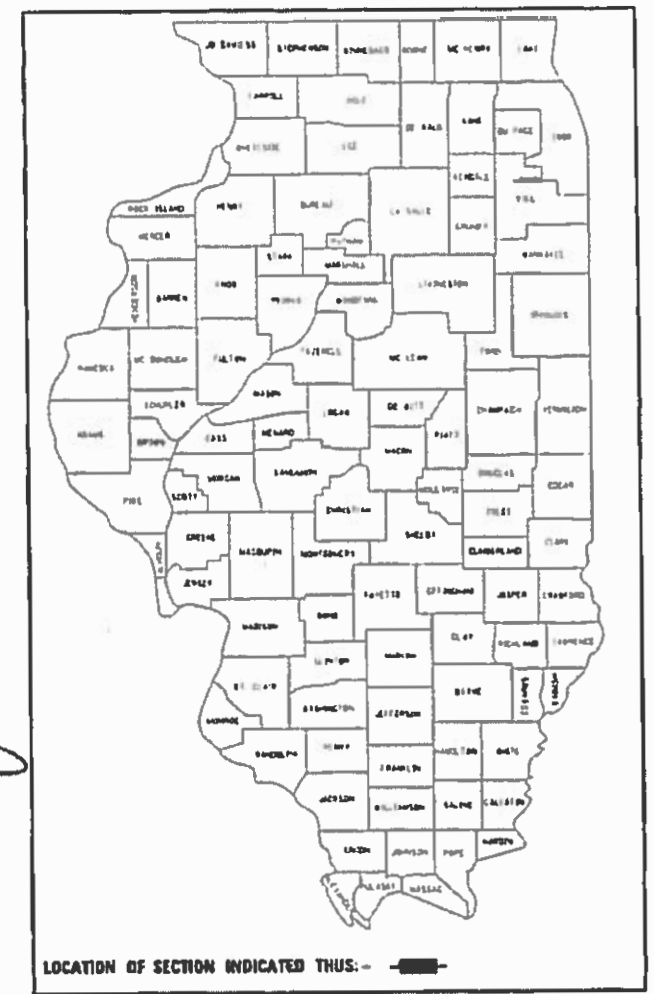 JO DAVIESS STEPHENSON WINNEBAGO BOONE MC HENRY LAKE
CARROLL OGLE
DE KALB KANE DU PAGE COOK
WHITESIDE LEE
KENDALL
ROCK ISLAND HENRY BUREAU LA SALLE GRUNDY WILL
MERCER
PUTNAM
STARK MARSHALL KANKAKEE
HENDERSON WARREN KNOX PEORIA WOODFORD LIVINGSTON
IROQUOIS
HANCOCK MC DONOUGH FULTON TAZEWELL MC LEAN FORD
MASON
SCHUYLER LOGAN DE WITT CHAMPAIGN VERMILION
ADAMS BROWN CASS MENARD PIATT
MACON
MORGAN SANGAMON DOUGLAS
PIKE SCOTT MOULTRIE EDGAR
CHRISTIAN COLES
GREENE MACOUPIN MONTGOMERY SHELBY
CUMBERLAND CLARK
CALHOUN JERSEY
FAYETTE EFFINGHAM JASPER CRAWFORD
MADISON BOND
CLAY RICHLAND LAWRENCE
CLINTON MARION
ST. CLAIR WAYNE EDWARDS WABASH
WASHINGTON JEFFERSON
MONROE
RANDOLPH PERRY HAMILTON WHITE
FRANKLIN
JACKSON WILLIAMSON SALINE GALLATIN
UNION JOHNSON POPE HARDIN
ALEXANDER PULASKI MASSAC
LOCATION OF SECTION INDICATED THUS:-